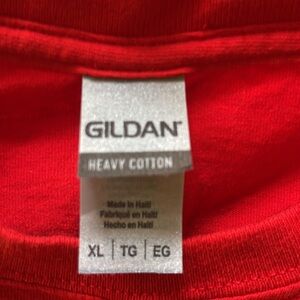 GILDAN
HEAVY COTTON
Made in Haiti
Fabriqué en Haïti
Hecho en Haití
XL | TG | EG